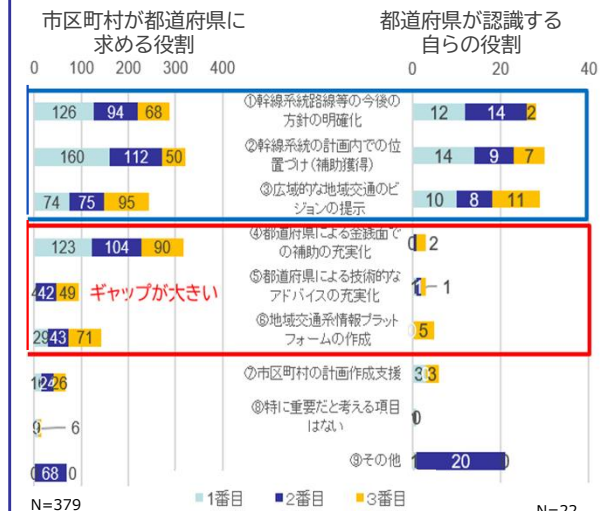 市区町村が都道府県に
求める役割
都道府県が認識する
自らの役割
0 100 200 300 400
0 20 40
126 94 68
①幹線系統路線等の今後の
方針の明確化
12 14 2
160 112 50
②幹線系統の計画内での位
置づけ(補助獲得)
14 9 7
74 75 95
③広域的な地域交通のビ
ジョンの提示
10 8 11
123 104 90
④都道府県による金銭面で
の補助の充実化
0 2
42 49
ギャップが大きい
⑤都道府県による技術的な
アドバイスの充実化
1 1
29 43 71
⑥地域交通系情報プラット
フォームの作成
5
26
⑦市区町村の計画作成支援
3 3
9 6
⑧特に重要だと考える項目
はない
0
0 68 0
⑨その他
1 20 0
N=379
1番目 2番目 3番目
N=22